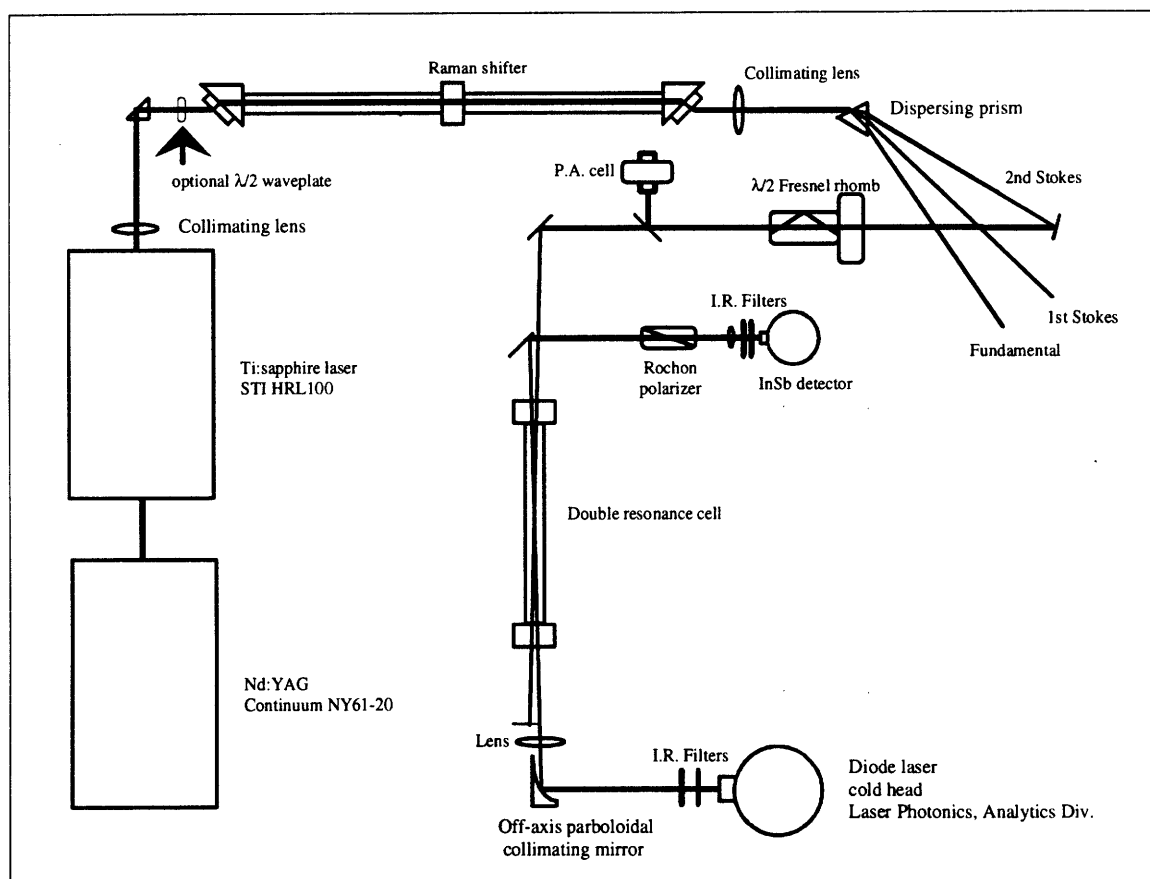 Raman shifter
Collimating lens
Dispersing prism
optional λ/2 waveplate
P.A. cell
λ/2 Fresnel rhomb
2nd Stokes
Collimating lens
I.R. Filters
1st Stokes
Fundamental
Ti:sapphire laser
STI HRL100
Rochon
polarizer
InSb detector
Double resonance cell
Nd:YAG
Continuum NY61-20
Lens
I.R. Filters
Diode laser
cold head
Laser Photonics, Analytics Div.
Off-axis parboloidal
collimating mirror